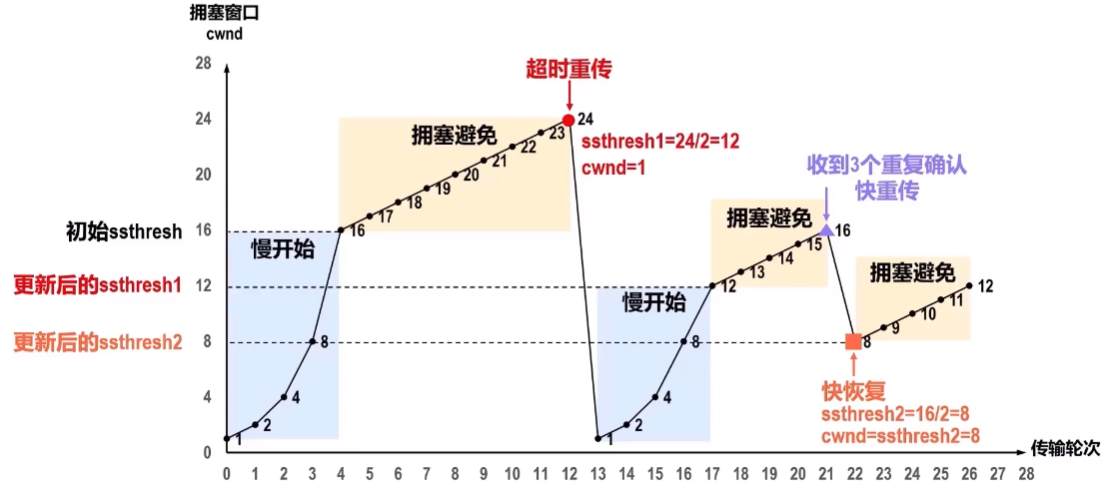 拥塞窗口
cwnd
28
超时重传
24
拥塞避免
24
23
22
21
20
19
18
17
16
ssthresh1=24/2=12
cwnd=1
收到3个重复确认
快重传
20
初始ssthresh
16
慢开始
拥塞避免
16
15
14
13
12
更新后的ssthresh1
12
慢开始
拥塞避免
12
11
10
9
8
更新后的ssthresh2
8
8
8
快恢复
ssthresh2=16/2=8
cwnd=ssthresh2=8
4
4
4
2
2
1
1
0
传输轮次
0 1 2 3 4 5 6 7 8 9 10 11 12 13 14 15 16 17 18 19 20 21 22 23 24 25 26 27 28